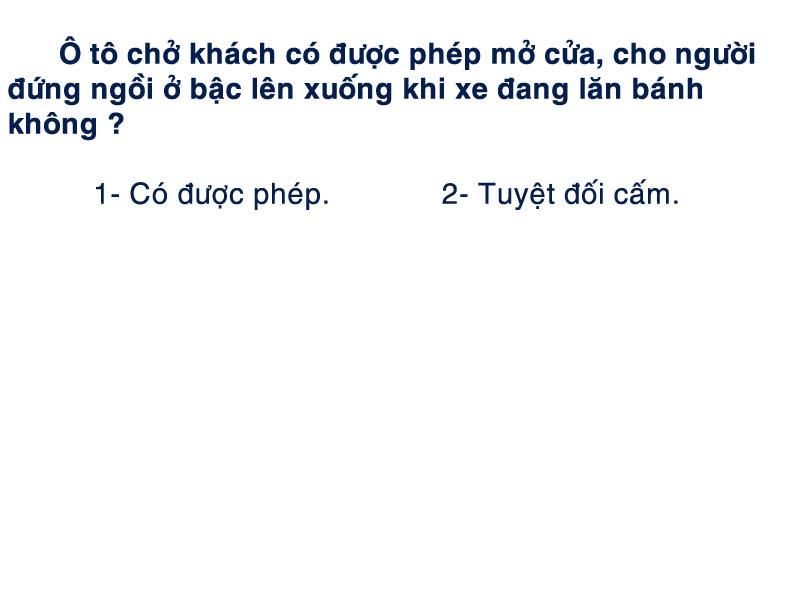 Ô tô chở khách có được phép mở cửa, cho người
đứng ngồi ở bậc lên xuống khi xe đang lăn bánh
không ?
1- Có được phép. 2- Tuyệt đối cấm.